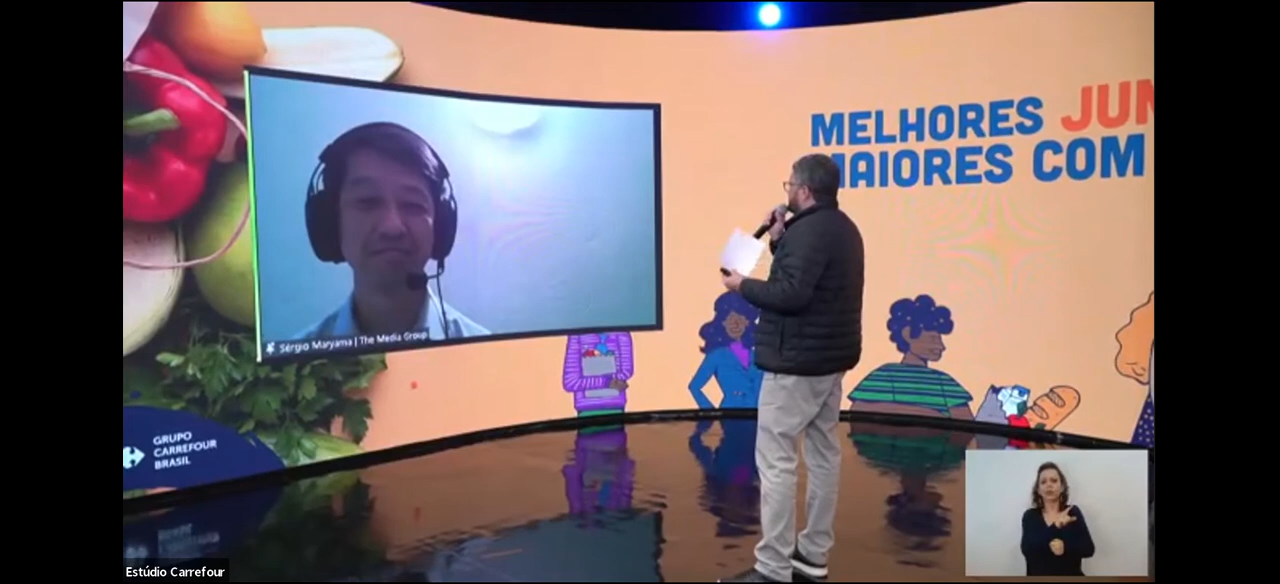 MELHORES JUN
MAIORES COM
Sérgio Maryama | The Media Group
GRUPO
CARREFOUR
BRASIL
Estúdio Carrefour